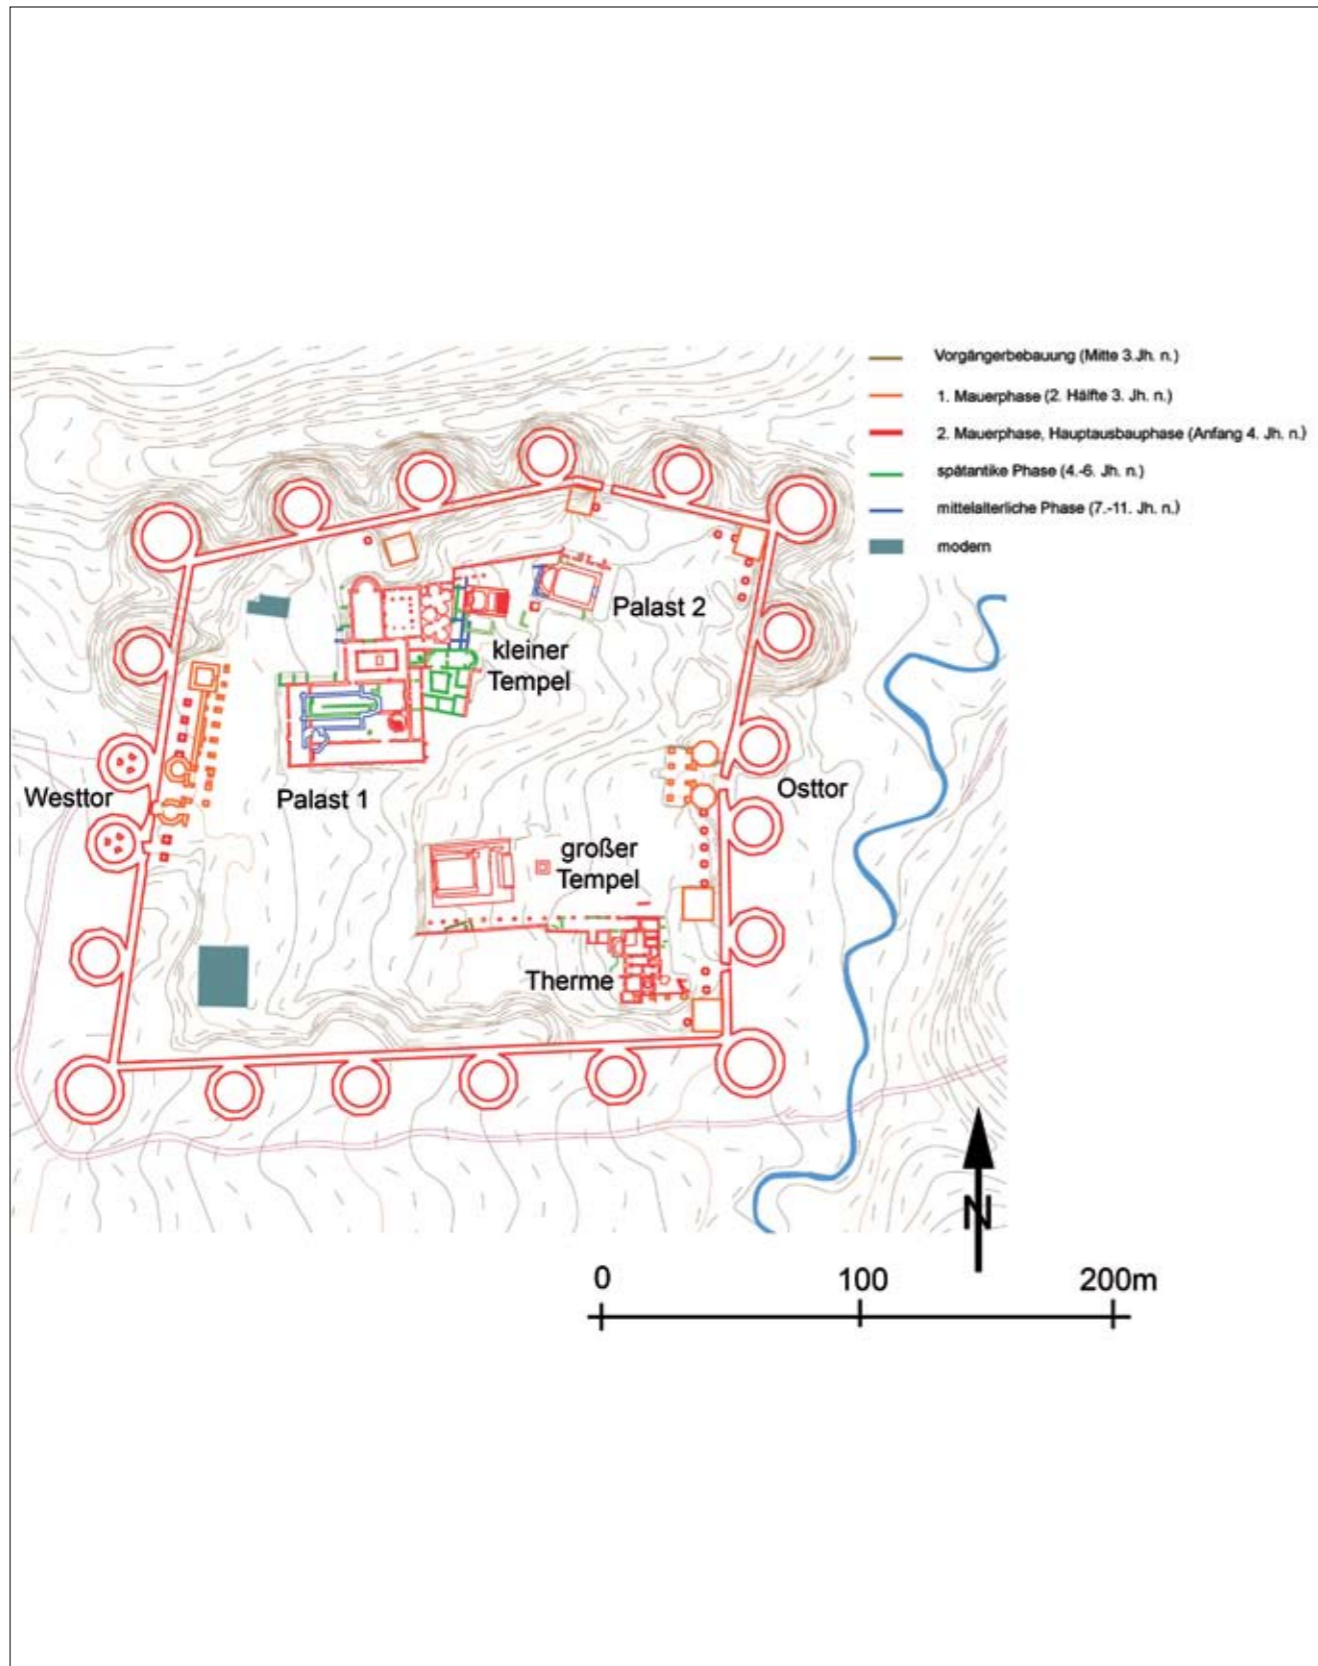 Vorgängerbebauung (Mitte 3.Jh. n.)
1. Mauerphase (2. Hälfte 3. Jh. n.)
2. Mauerphase, Hauptausbauphase (Anfang 4. Jh. n.)
spätantike Phase (4.-6. Jh. n.)
mittelalterliche Phase (7.-11. Jh. n.)
modern
Palast 2
kleiner
Tempel
Westtor
Palast 1
Osttor
großer
Tempel
Therme
N
0 100 200m